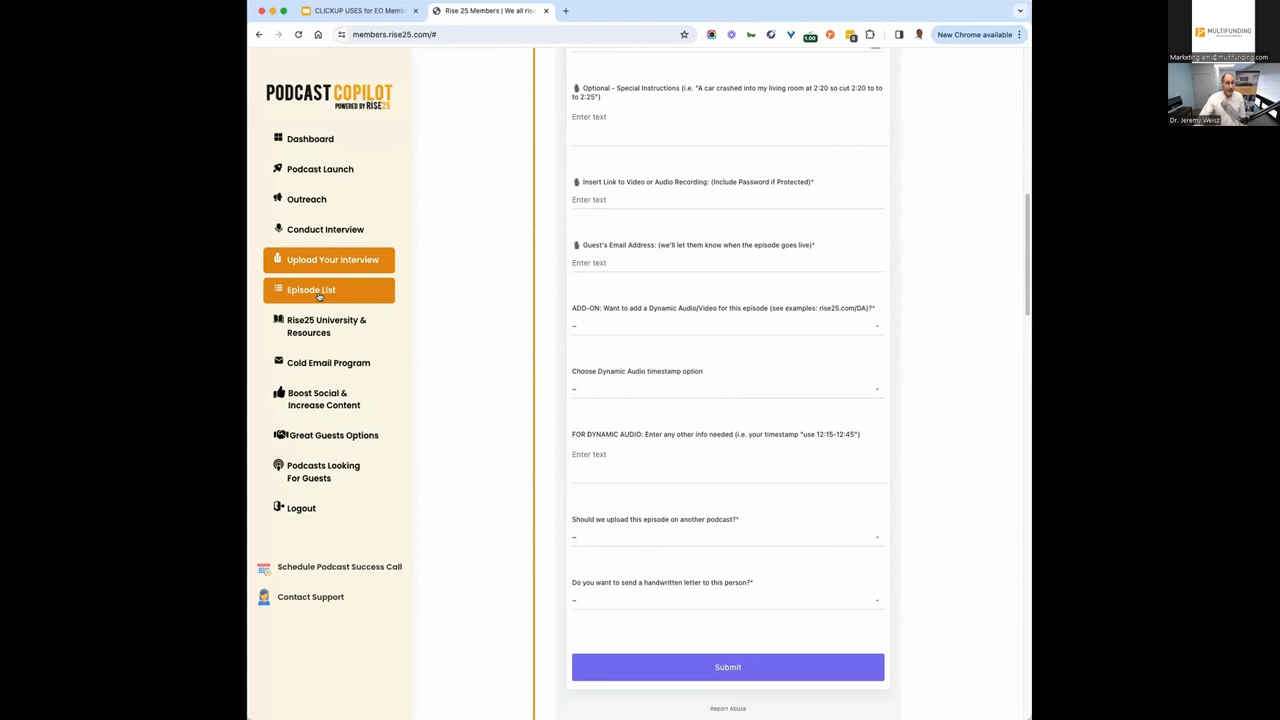 CLICKUP USES for EO Memb
Rise 25 Members | We all ris
members.rise25.com/#
1.00
New Chrome available
PODCAST COPILOT
POWERED BY RISE25
Dashboard
Podcast Launch
Outreach
Conduct Interview
Upload Your Interview
Episode List
Rise25 University &
Resources
Cold Email Program
Boost Social &
Increase Content
Great Guests Options
Podcasts Looking
For Guests
Logout
Schedule Podcast Success Call
Contact Support
Optional - Special Instructions (i.e. "A car crashed into my living room at 2:20 so cut 2:20 to to
to 2:25")
Enter text
Insert Link to Video or Audio Recording: (Include Password if Protected)*
Enter text
Guest's Email Address: (we'll let them know when the episode goes live)*
Enter text
ADD-ON: Want to add a Dynamic Audio/Video for this episode (see examples: rise25.com/DA)?*
–
Choose Dynamic Audio timestamp option
–
FOR DYNAMIC AUDIO: Enter any other info needed (i.e. your timestamp "use 12:15-12:45")
Enter text
Should we upload this episode on another podcast?*
–
Do you want to send a handwritten letter to this person?*
–
Submit
Report Abuse
MULTIFUNDING
Marketing ami@multifunding.com
Dr. Jeremy Weisz